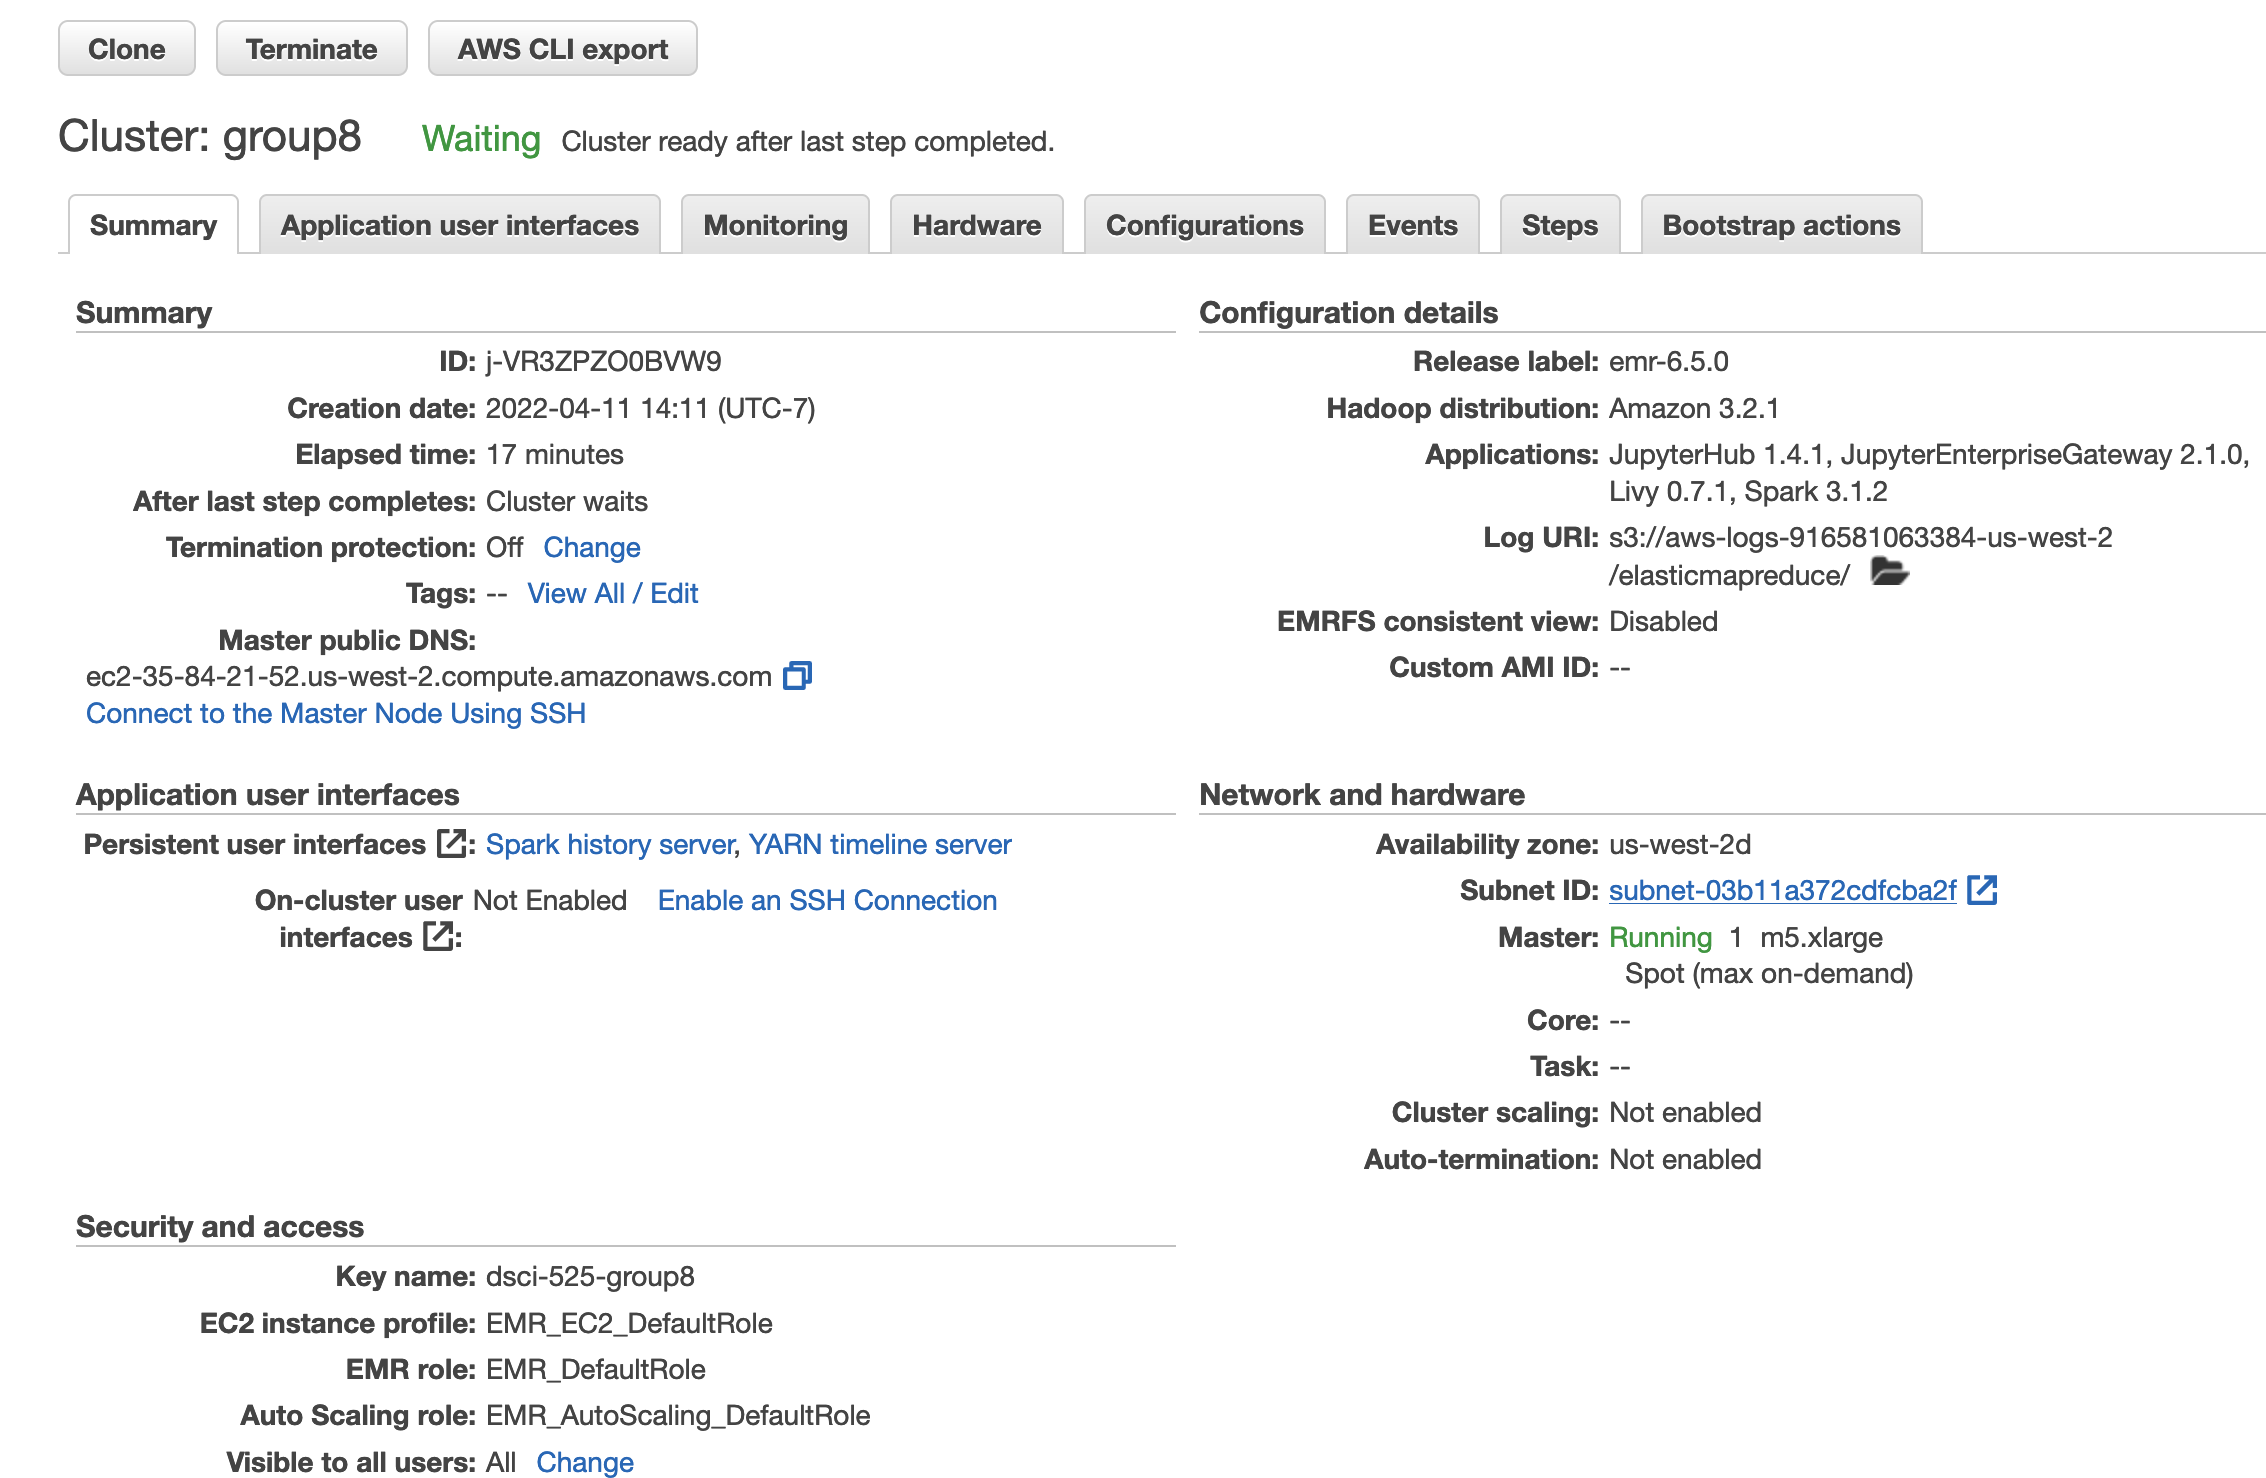 Clone Terminate AWS CLI export
Cluster: group8 Waiting Cluster ready after last step completed.
Summary Application user interfaces Monitoring Hardware Configurations Events Steps Bootstrap actions
Summary
ID: j-VR3ZPZO0BVW9
Creation date: 2022-04-11 14:11 (UTC-7)
Elapsed time: 17 minutes
After last step completes: Cluster waits
Termination protection: Off Change
Tags: -- View All / Edit
Master public DNS:
ec2-35-84-21-52.us-west-2.compute.amazonaws.com
Connect to the Master Node Using SSH
Configuration details
Release label: emr-6.5.0
Hadoop distribution: Amazon 3.2.1
Applications: JupyterHub 1.4.1, JupyterEnterpriseGateway 2.1.0,
Livy 0.7.1, Spark 3.1.2
Log URI: s3://aws-logs-916581063384-us-west-2
/elasticmapreduce/
EMRFS consistent view: Disabled
Custom AMI ID: --
Application user interfaces
Persistent user interfaces : Spark history server, YARN timeline server
On-cluster user Not Enabled Enable an SSH Connection
interfaces :
Network and hardware
Availability zone: us-west-2d
Subnet ID: subnet-03b11a372cdfcba2f
Master: Running 1 m5.xlarge
Spot (max on-demand)
Core: --
Task: --
Cluster scaling: Not enabled
Auto-termination: Not enabled
Security and access
Key name: dsci-525-group8
EC2 instance profile: EMR_EC2_DefaultRole
EMR role: EMR_DefaultRole
Auto Scaling role: EMR_AutoScaling_DefaultRole
Visible to all users: All Change